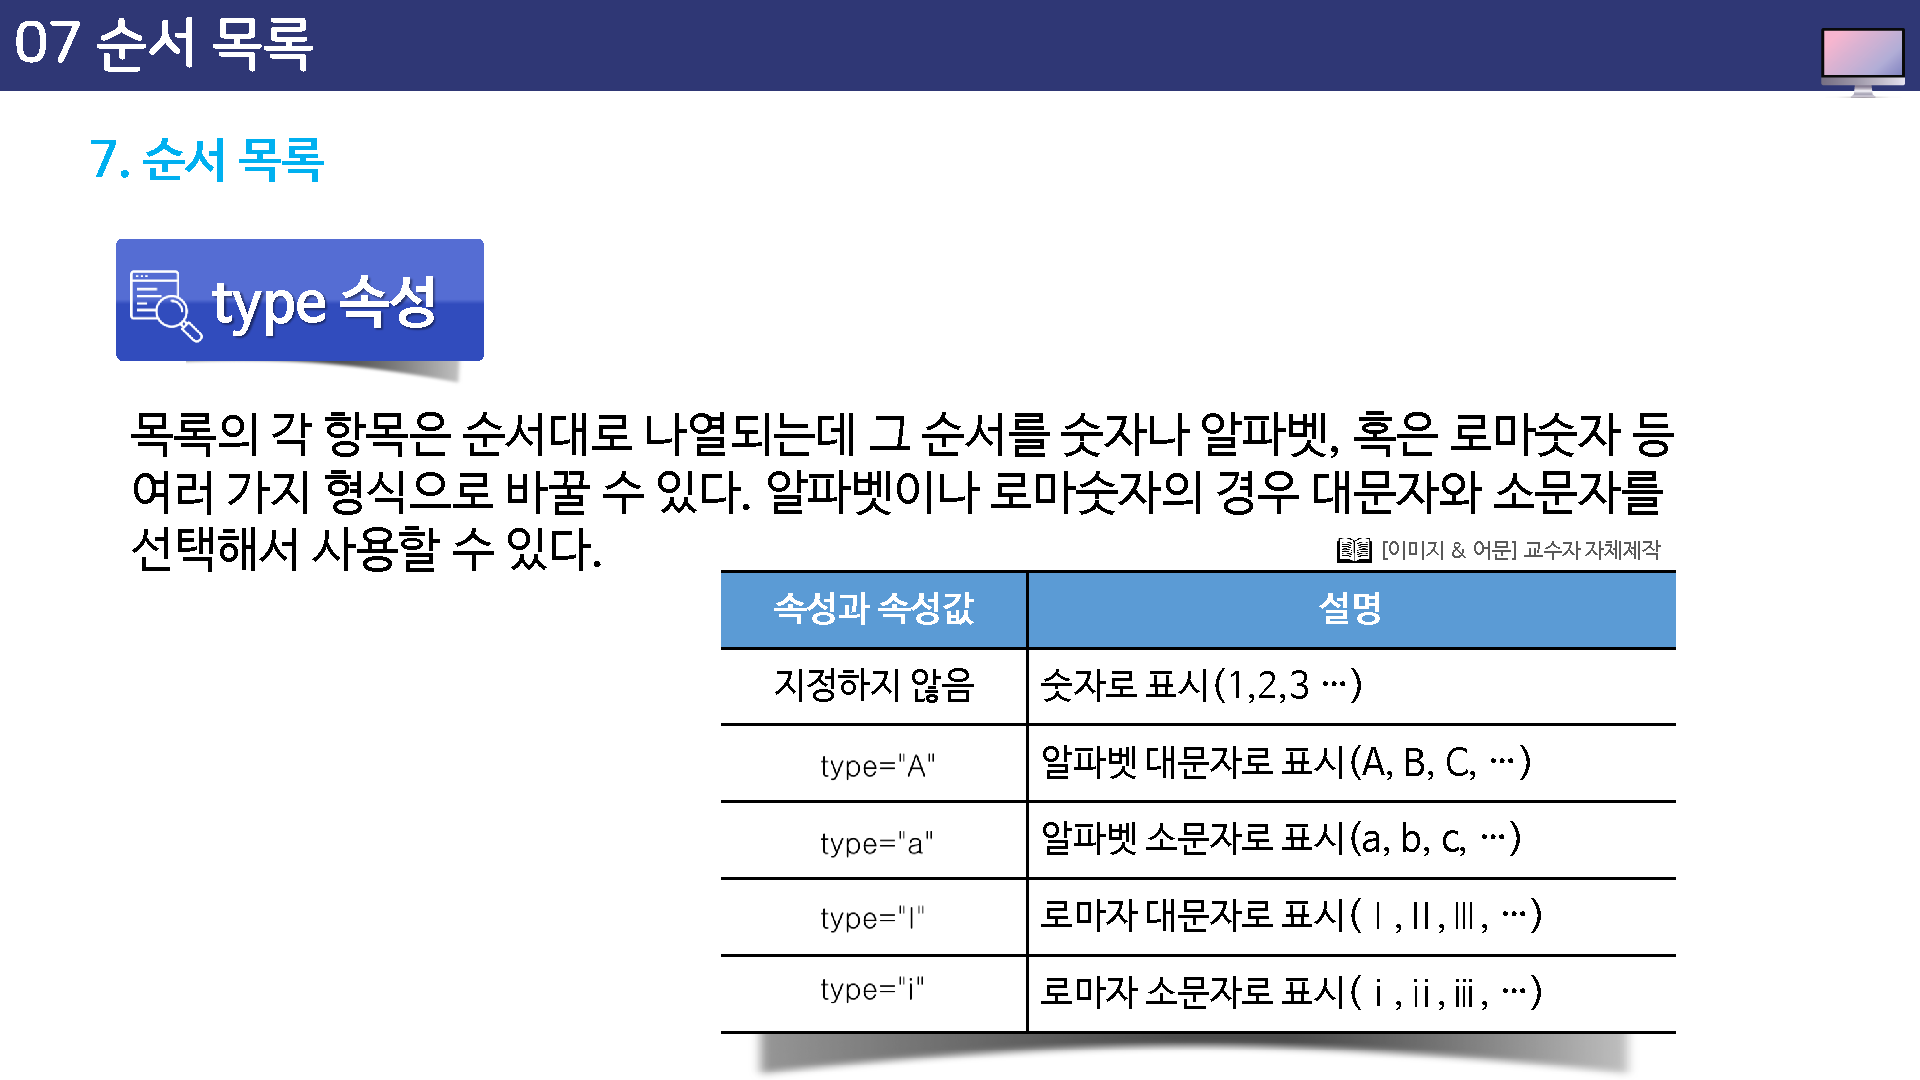 07 순서 목록
7. 순서 목록
type 속성
목록의 각 항목은 순서대로 나열되는데 그 순서를 숫자나 알파벳, 혹은 로마숫자 등
여러 가지 형식으로 바꿀 수 있다. 알파벳이나 로마숫자의 경우 대문자와 소문자를
선택해서 사용할 수 있다.
[이미지 & 어문] 교수자 자체제작
속성과 속성값 설명
지정하지 않음 숫자로 표시(1,2,3 …)
type="A" 알파벳 대문자로 표시(A, B, C, …)
type="a" 알파벳 소문자로 표시(a, b, c, …)
type="I" 로마자 대문자로 표시(Ⅰ,Ⅱ,Ⅲ, …)
type="i" 로마자 소문자로 표시(ⅰ,ⅱ,ⅲ, …)